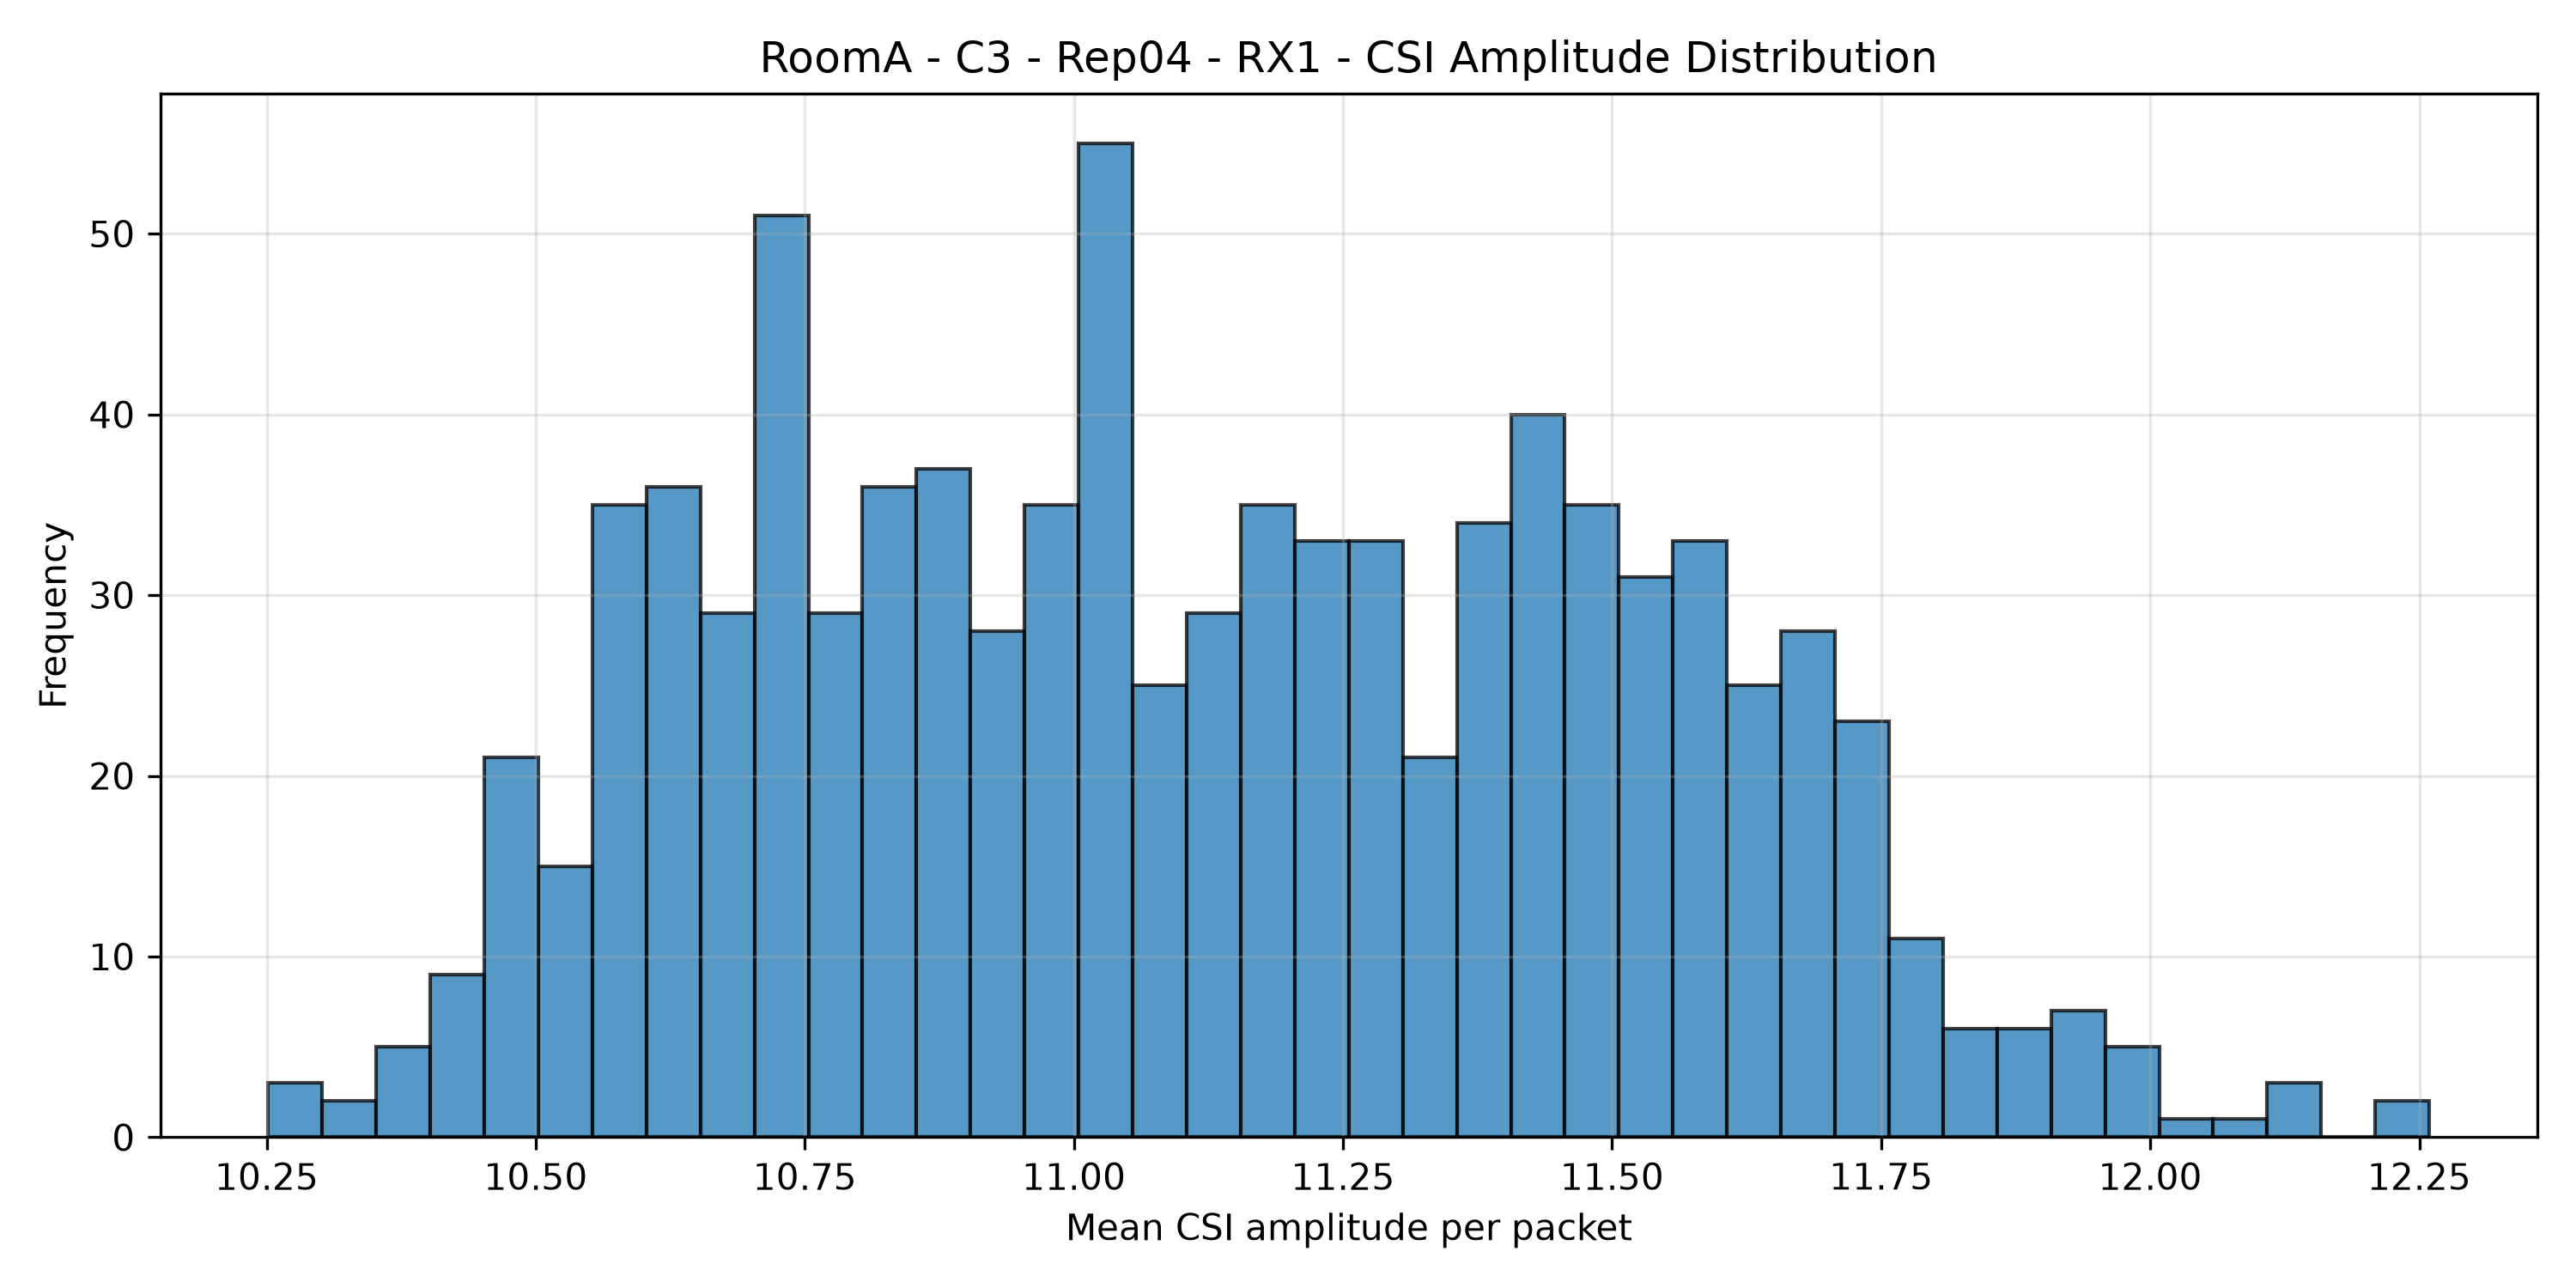 RoomA - C3 - Rep04 - RX1 - CSI Amplitude Distribution
Frequency
50
40
30
20
10
0
10.25 10.50 10.75 11.00 11.25 11.50 11.75 12.00 12.25
Mean CSI amplitude per packet